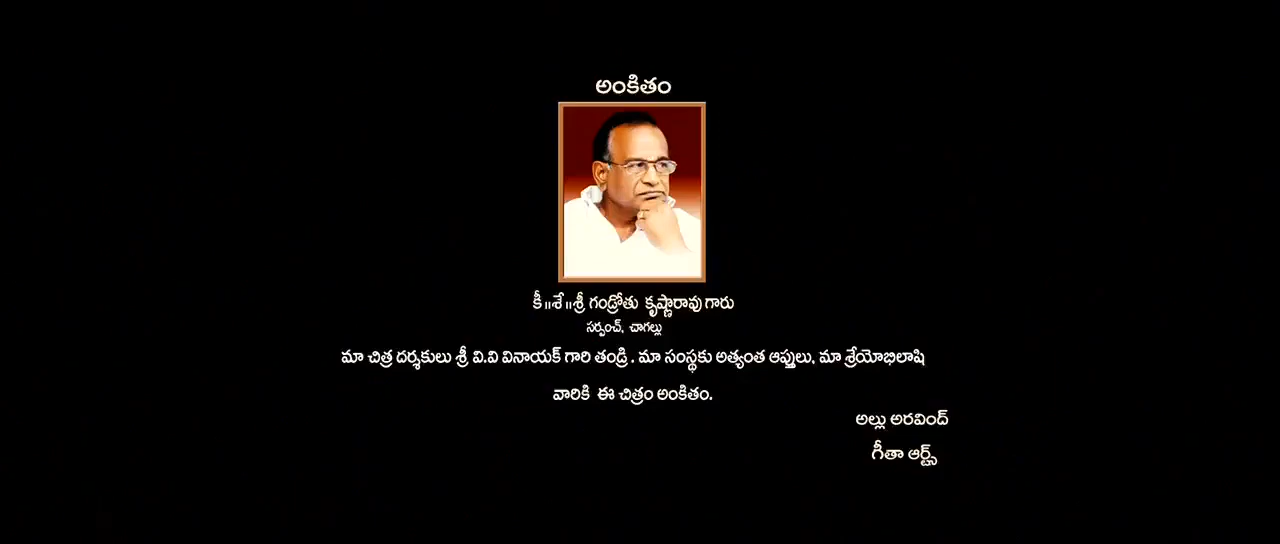 అంకితం
కీ॥శే॥శ్రీ గండ్రోతు కృష్ణారావు గారు
సర్పంచ్, చాగల్లు
మా చిత్ర దర్శకులు శ్రీ వి.వి వినాయక్ గారి తండ్రి . మా సంస్థకు అత్యంత ఆప్తులు, మా శ్రేయోభిలాషి
వారికి ఈ చిత్రం అంకితం.
అల్లు అరవింద్
గీతా ఆర్ట్స్